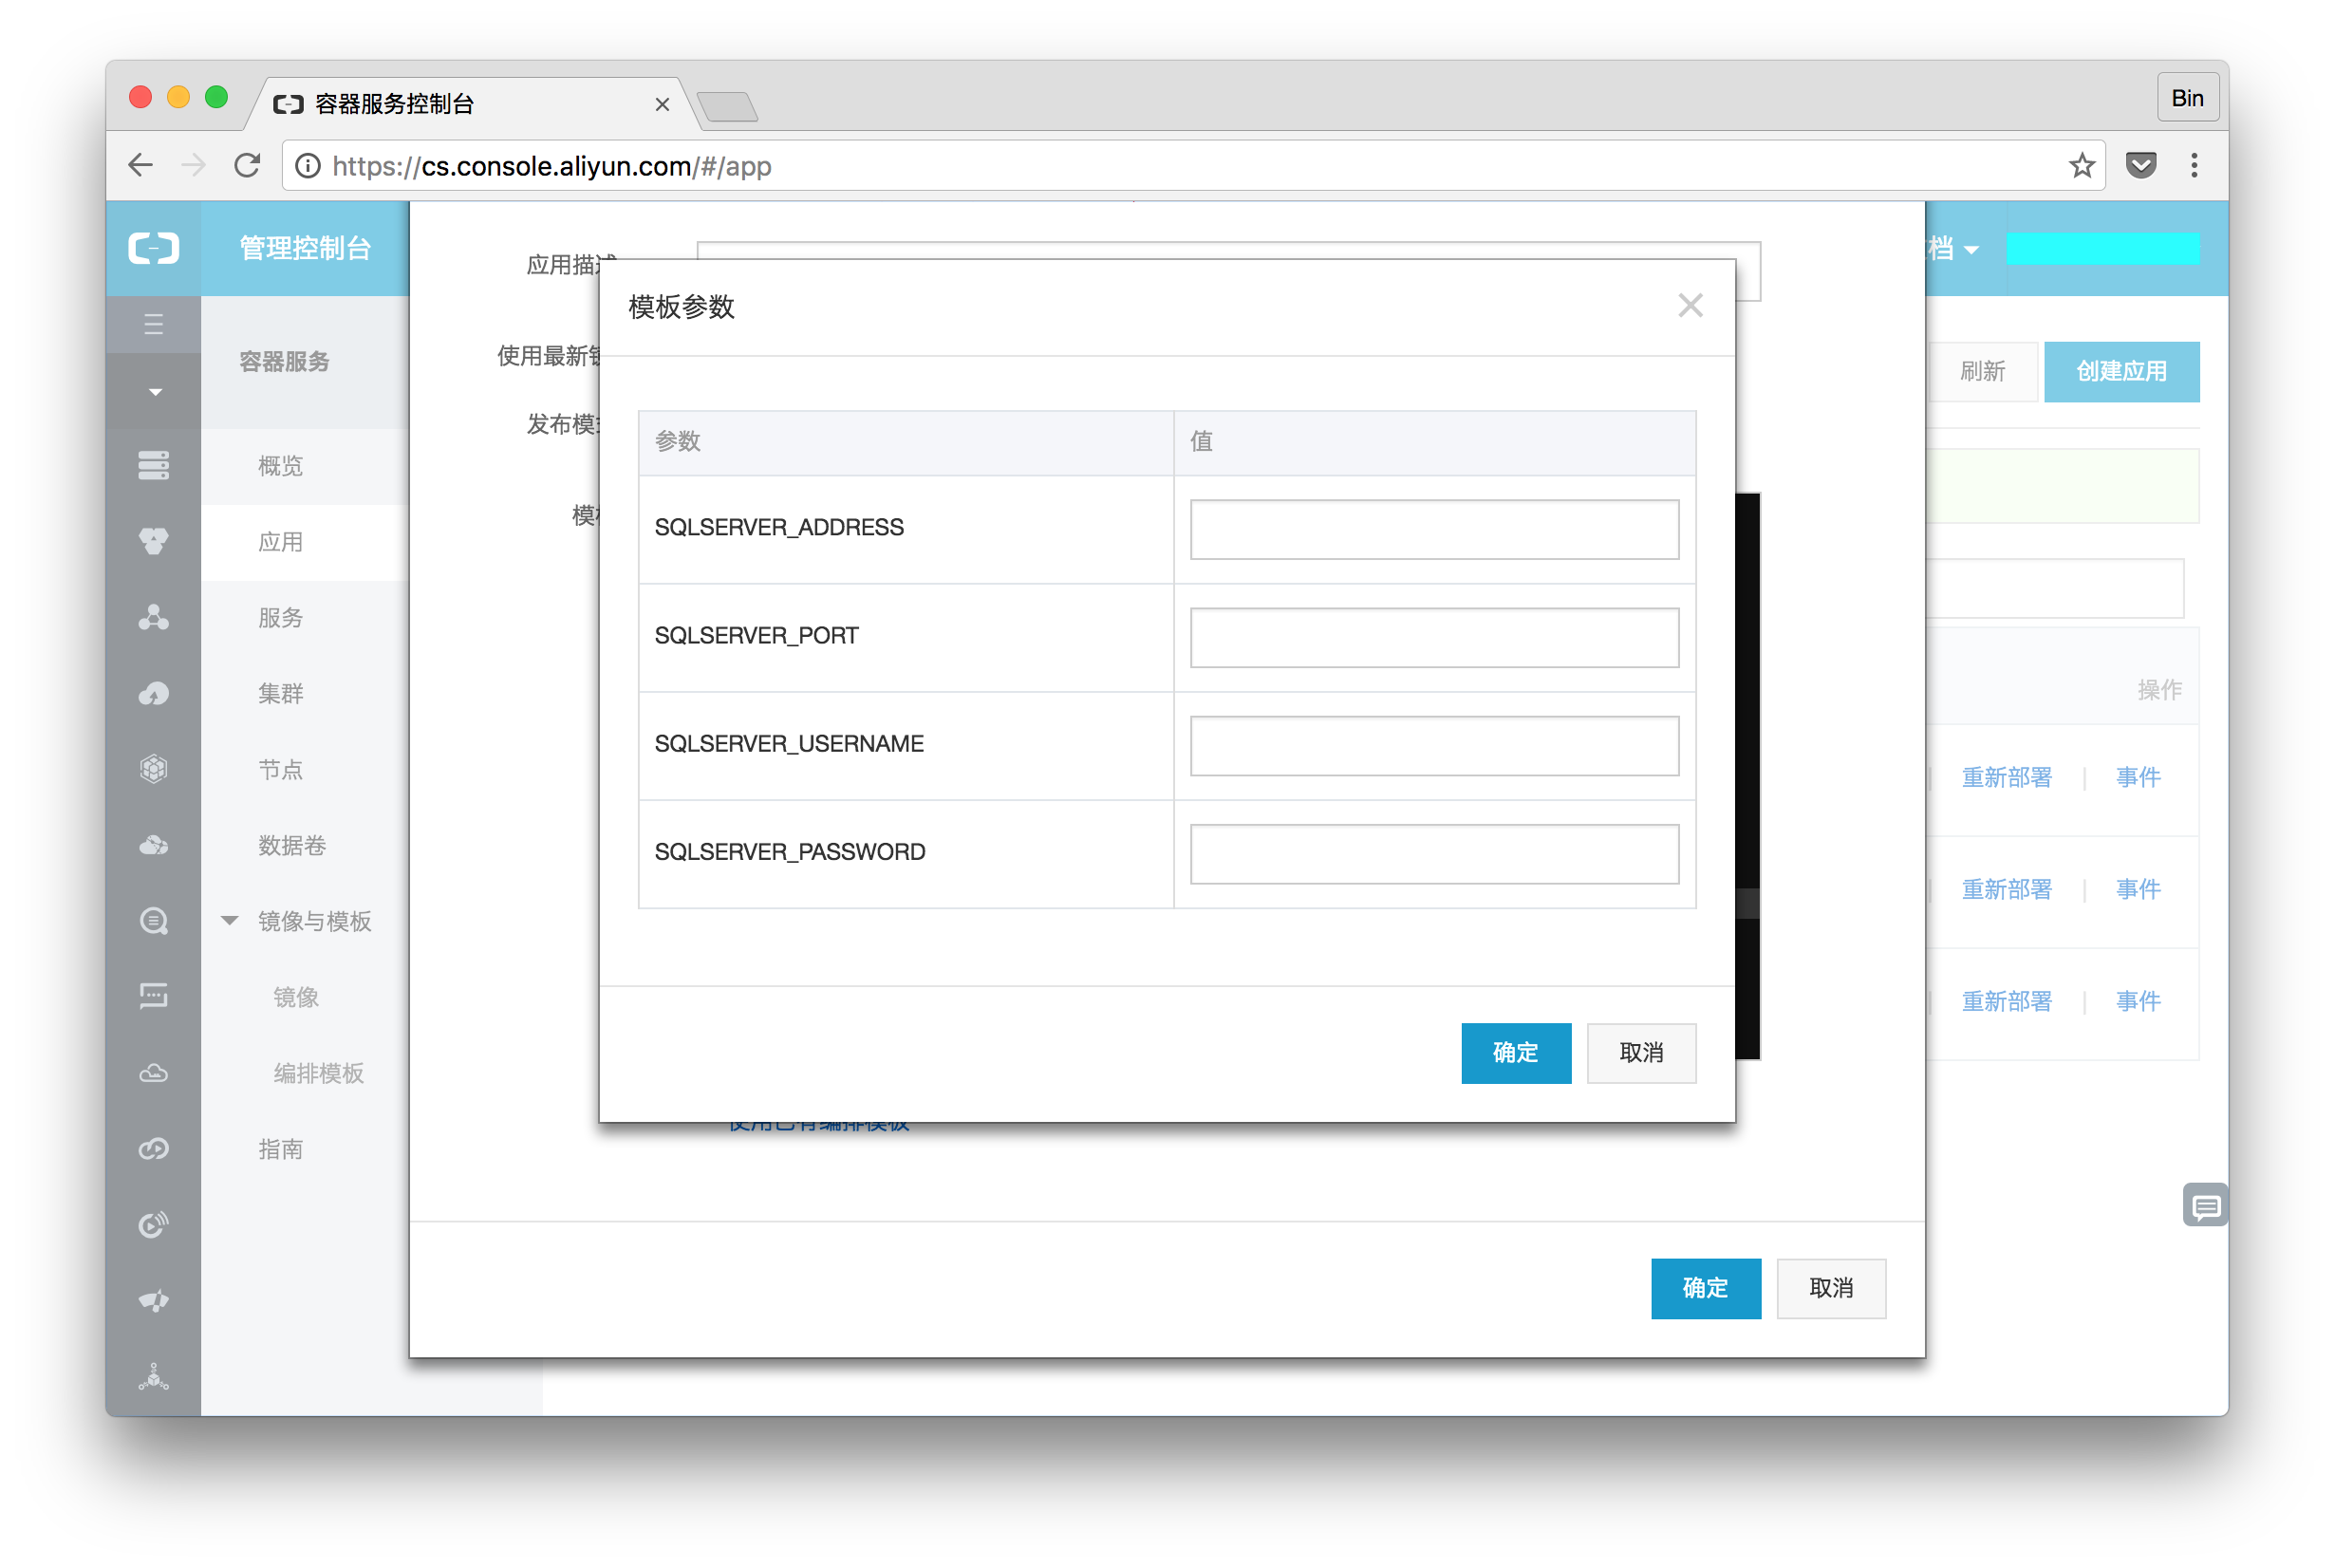 容器服务控制台
Bin
https://cs.console.aliyun.com/#/app
管理控制台
档
容器服务
概览
应用
服务
集群
节点
数据卷
镜像与模板
镜像
编排模板
指南
应用描述
使用最新
发布模式
模板参数
参数 值
SQLSERVER_ADDRESS
SQLSERVER_PORT
SQLSERVER_USERNAME
SQLSERVER_PASSWORD
确定 取消
使用已有编排模板
确定 取消
刷新 创建应用
操作
重新部署 | 事件
重新部署 | 事件
重新部署 | 事件